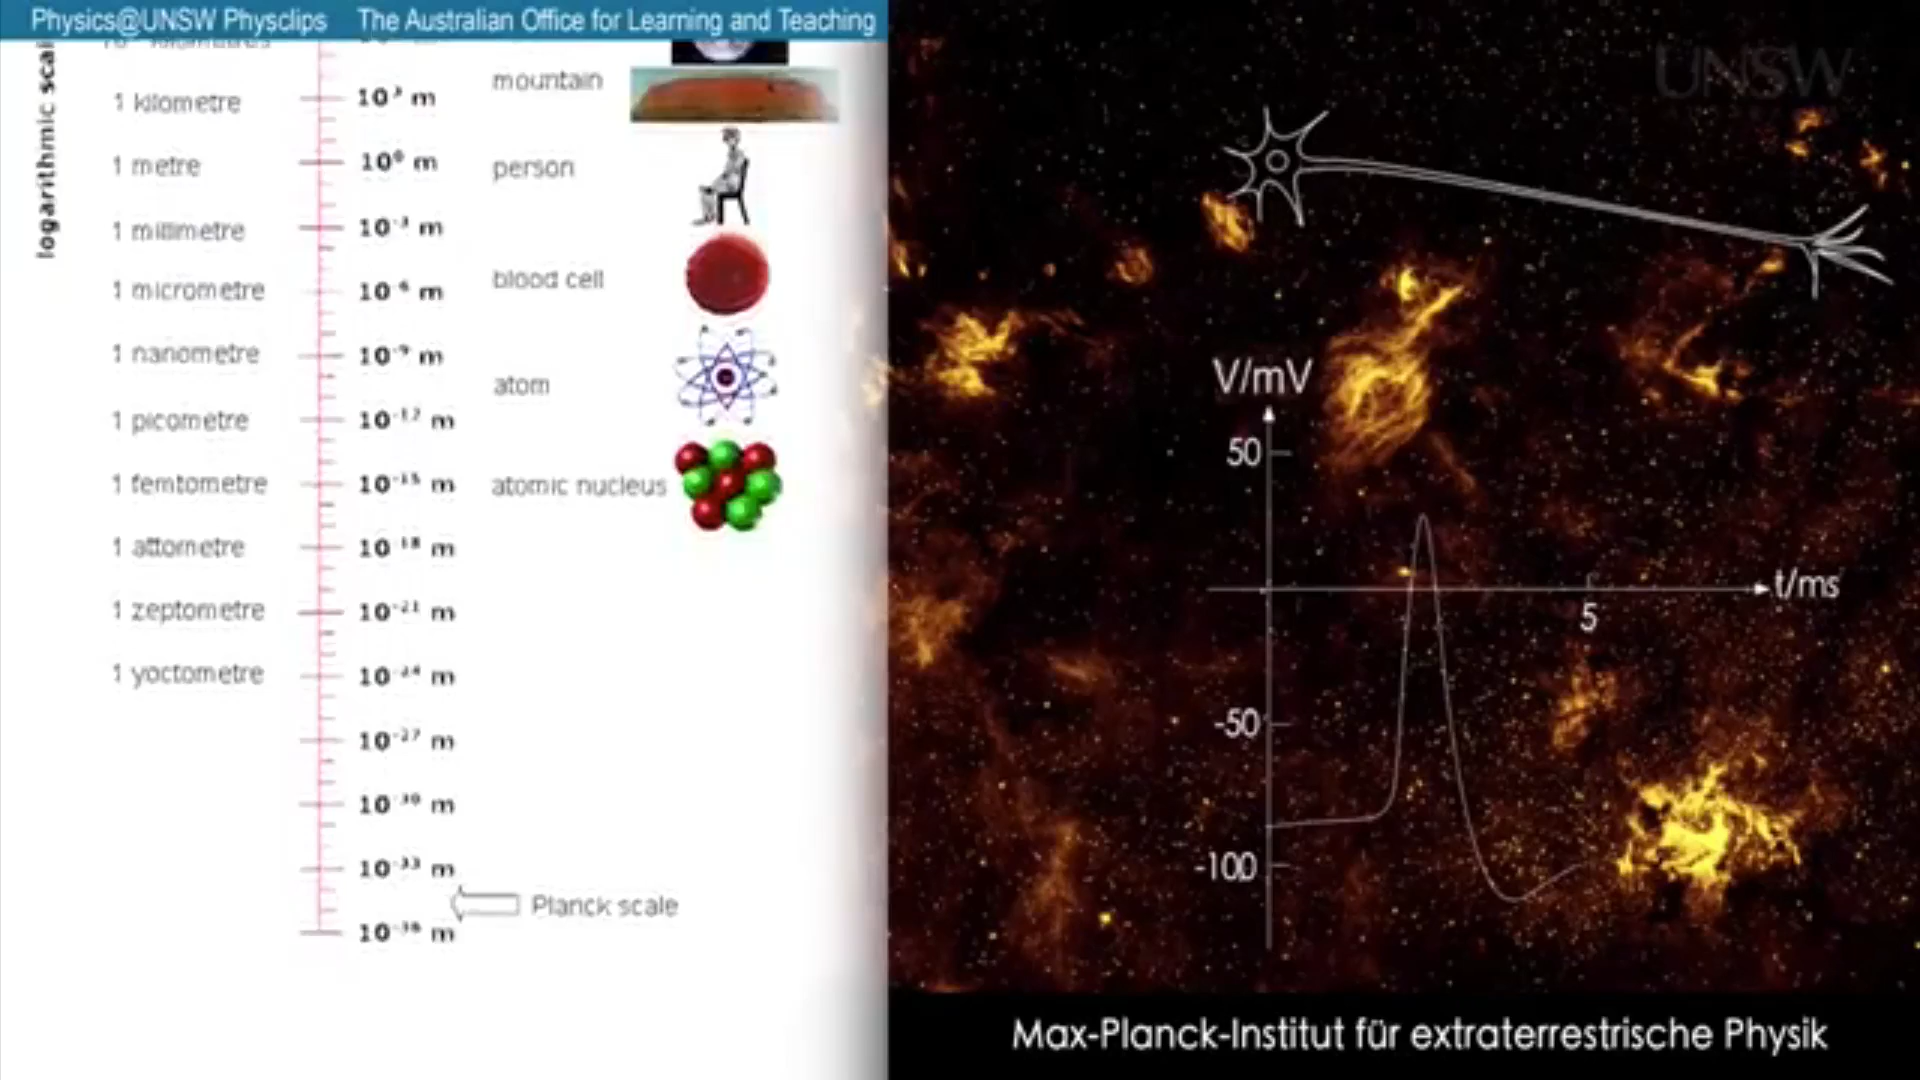 Physics@UNSW Physclips The Australian Office for Learning and Teaching
logarithmic
1 kilometre 10³ m mountain
1 metre 10⁰ m person
1 millimetre 10⁻³ m
1 micrometre 10⁻⁶ m blood cell
1 nanometre 10⁻⁹ m
atom
1 picometre 10⁻¹² m
1 femtometre 10⁻¹⁵ m atomic nucleus
1 attometre 10⁻¹⁸ m
1 zeptometre 10⁻²¹ m
1 yoctometre 10⁻²⁴ m
10⁻²⁷ m
10⁻³⁰ m
10⁻³³ m
Planck scale
10⁻³⁶ m
UNSW
V/mV
50
t/ms
5
-50
-100
Max-Planck-Institut für extraterrestrische Physik